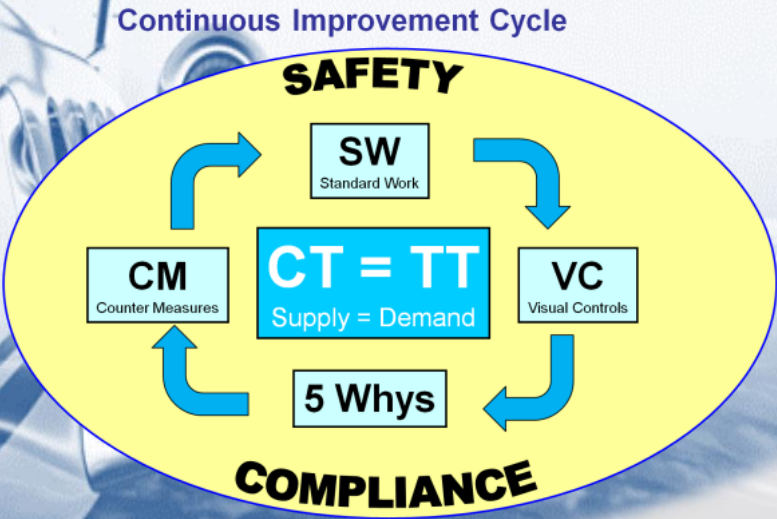 Continuous Improvement Cycle
SAFETY
SW
Standard Work
CM
Counter Measures
CT = TT
Supply = Demand
VC
Visual Controls
5 Whys
COMPLIANCE